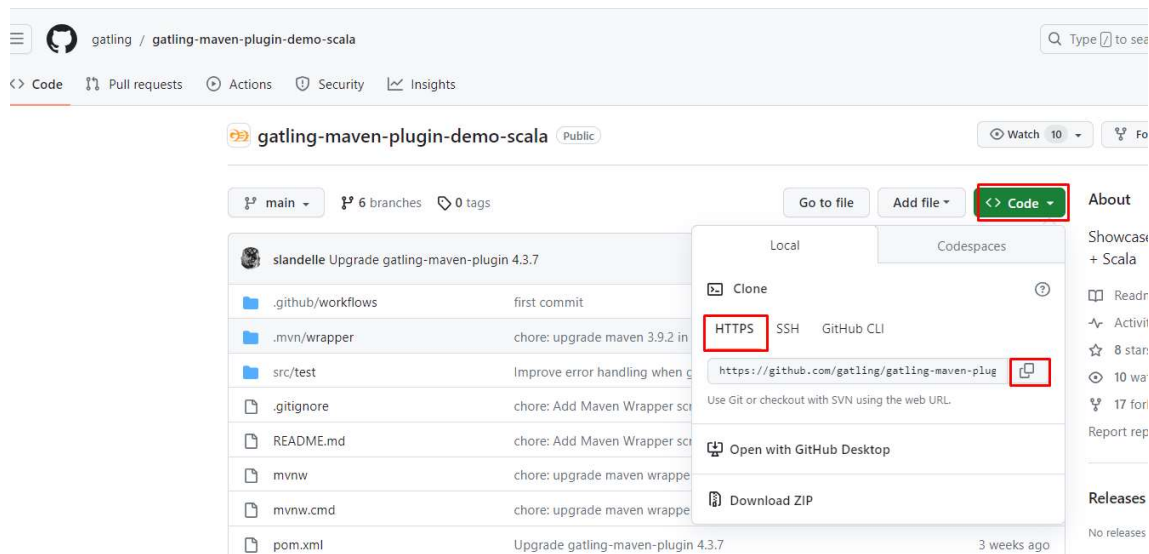 gatling / gatling-maven-plugin-demo-scala
Type / to sea
<> Code Pull requests Actions Security Insights
gatling-maven-plugin-demo-scala Public
Watch 10
Fo
main 6 branches 0 tags
Go to file Add file <> Code
About
Local Codespaces
Showcase
+ Scala
slandelle Upgrade gatling-maven-plugin 4.3.7
Clone
Readm
.github/workflows first commit
HTTPS SSH GitHub CLI
Activit
.mvn/wrapper chore: upgrade maven 3.9.2 in
8 stars
src/test Improve error handling when g
https://github.com/gatling/gatling-maven-plug
10 wa
Use Git or checkout with SVN using the web URL.
.gitignore chore: Add Maven Wrapper scr
17 for
Report rep
README.md chore: Add Maven Wrapper scr
Open with GitHub Desktop
mvnw chore: upgrade maven wrappe
Download ZIP
Releases
mvnw.cmd chore: upgrade maven wrappe
No releases
pom.xml Upgrade gatling-maven-plugin 4.3.7 3 weeks ago